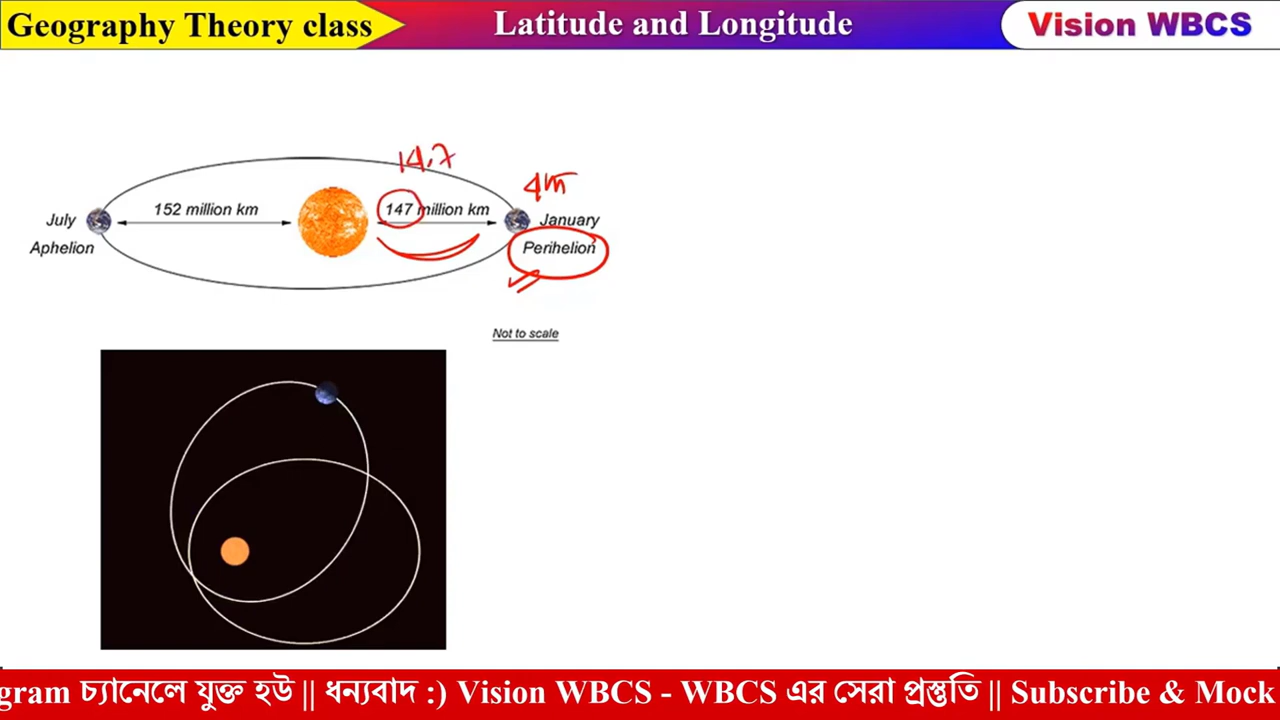 Geography Theory class
Latitude and Longitude
Vision WBCS
14.7
4th
152 million km
147 million km
July
January
Aphelion
Perihelion
Not to scale
gram চ্যানেলে যুক্ত হউ || ধন্যবাদ :) Vision WBCS - WBCS এর সেরা প্রস্তুতি || Subscribe & Mock